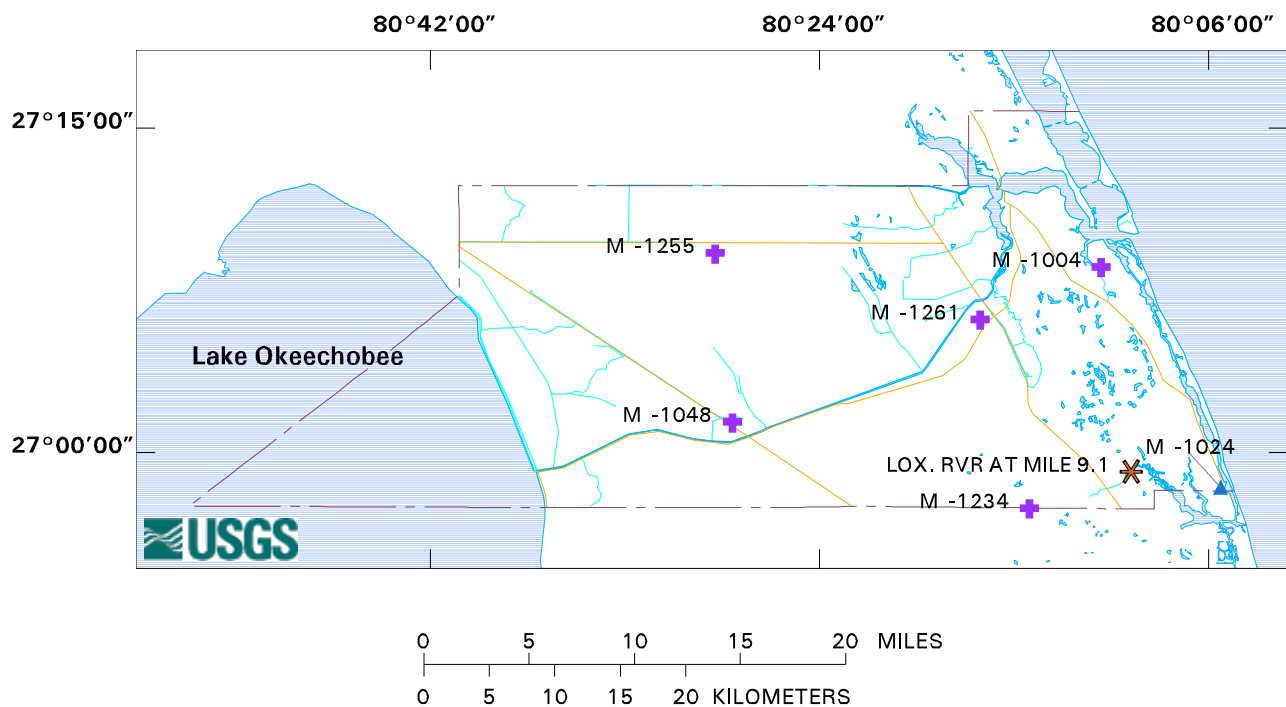 80°42'00" 80°24'00" 80°06'00"
27°15'00"
M -1255
M -1004
M -1261
Lake Okeechobee
M -1048
27°00'00"
M -1024
LOX. RVR AT MILE 9.1
M -1234
USGS
0 5 10 15 20 MILES
0 5 10 15 20 KILOMETERS